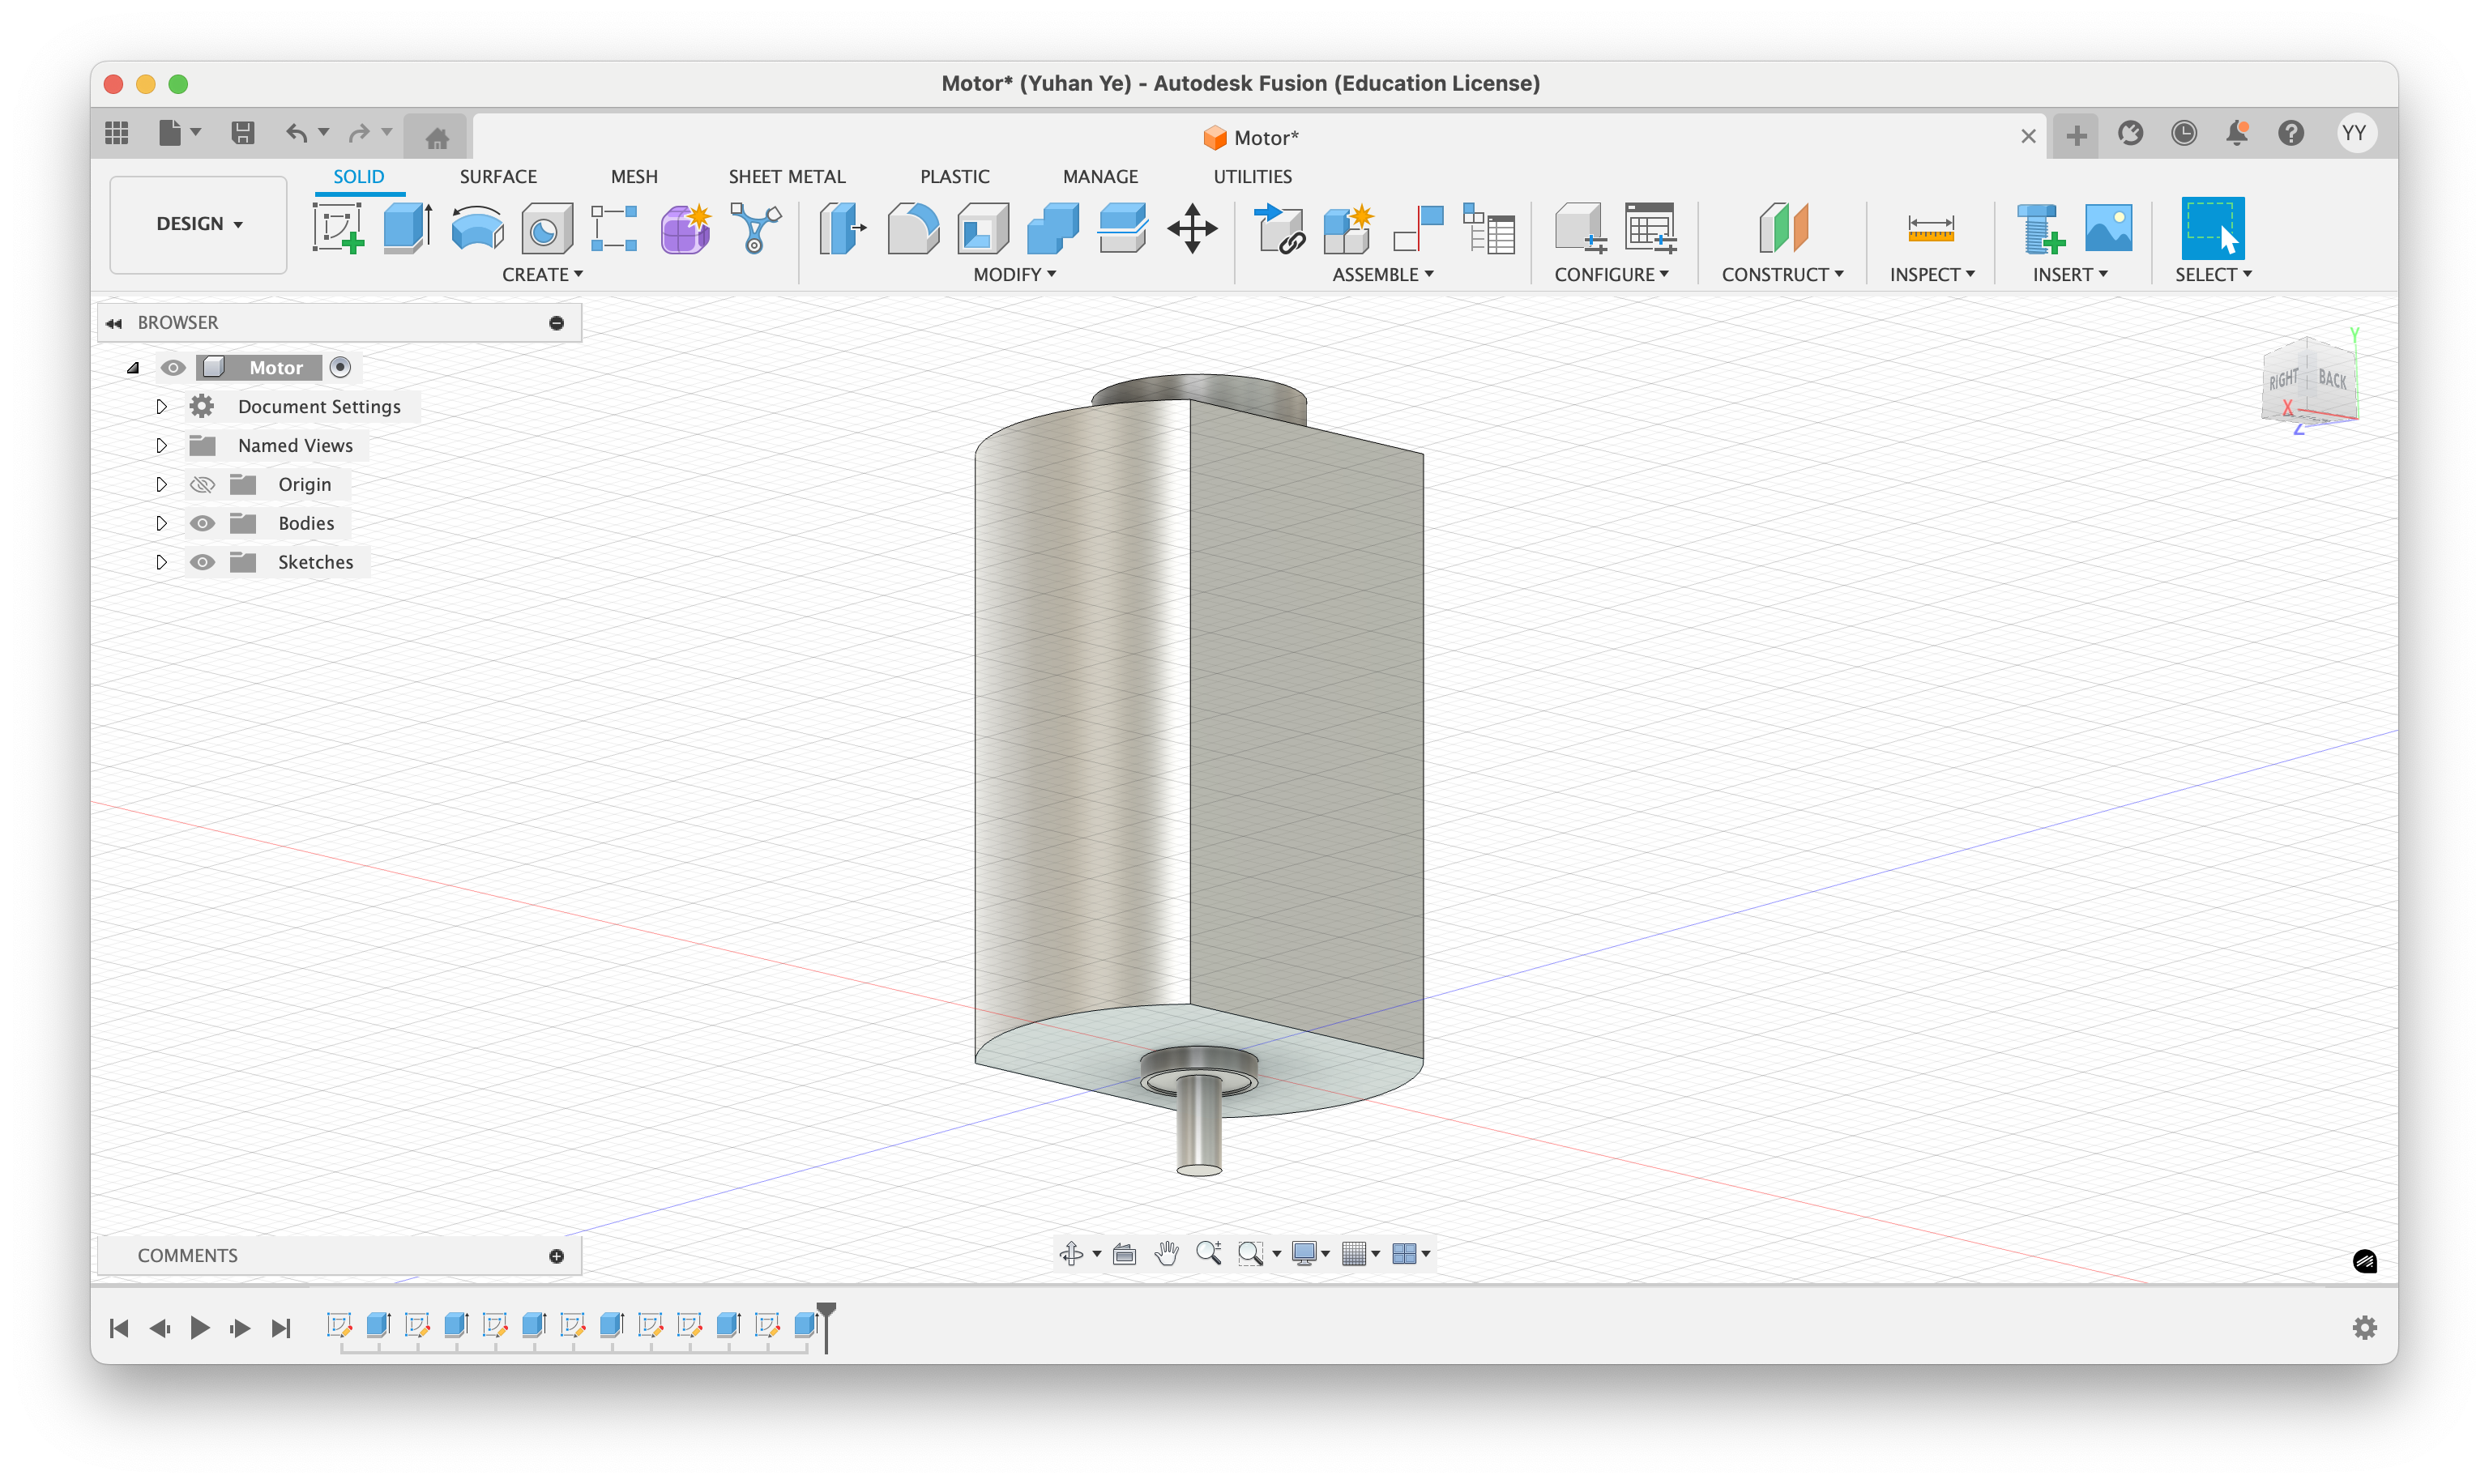 Motor* (Yuhan Ye) - Autodesk Fusion (Education License)
Motor*
YY
DESIGN
SOLID SURFACE MESH SHEET METAL PLASTIC MANAGE UTILITIES
CREATE MODIFY ASSEMBLE CONFIGURE CONSTRUCT INSPECT INSERT SELECT
BROWSER
Motor
Document Settings
Named Views
Origin
Bodies
Sketches
Y
RIGHT BACK
X
Z
COMMENTS